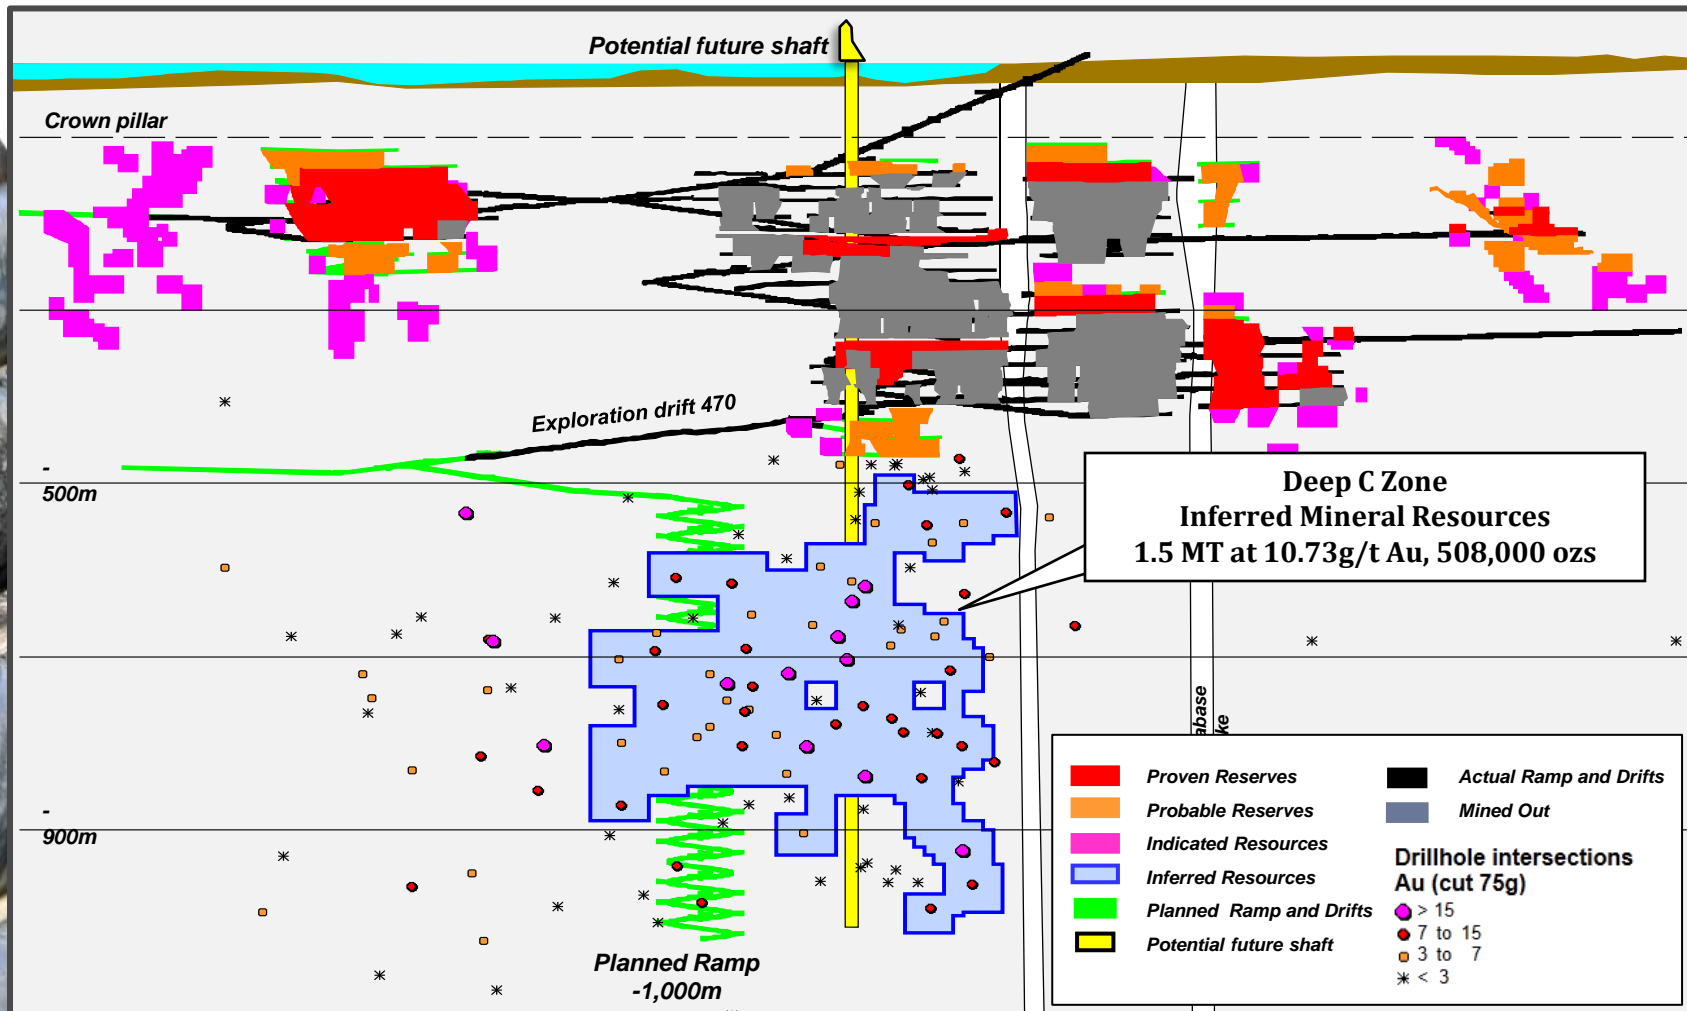 Potential future shaft
Crown pillar
Exploration drift 470
-
500m
Deep C Zone
Inferred Mineral Resources
1.5 MT at 10.73g/t Au, 508,000 ozs
abase
ke
-
900m
Planned Ramp
-1,000m
Proven Reserves
Probable Reserves
Indicated Resources
Inferred Resources
Planned Ramp and Drifts
Potential future shaft
Actual Ramp and Drifts
Mined Out
Drillhole intersections
Au (cut 75g)
> 15
7 to 15
3 to 7
< 3